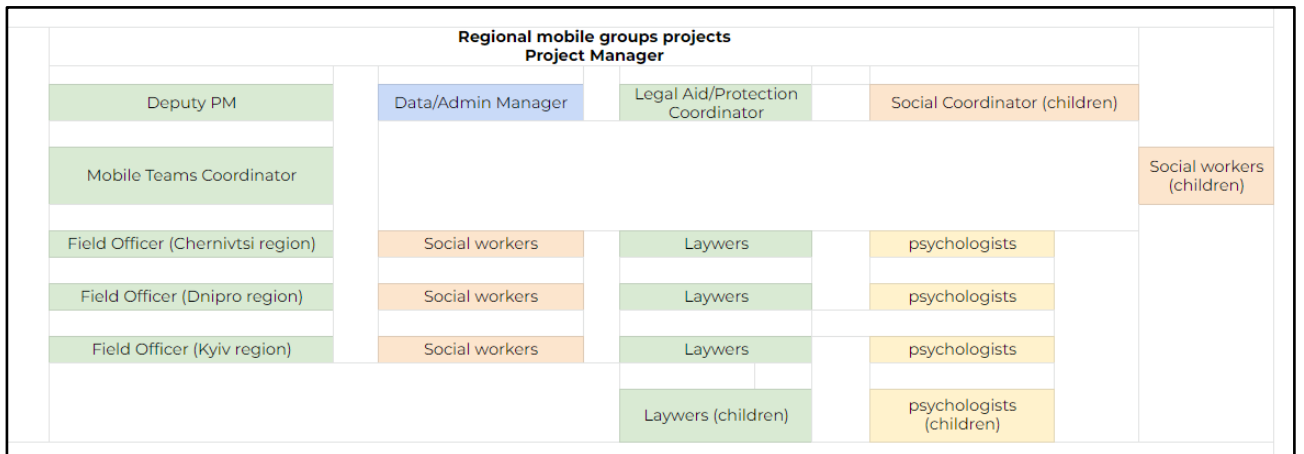 Regional mobile groups projects
Project Manager
Deputy PM
Data/Admin Manager
Legal Aid/Protection
Coordinator
Social Coordinator (children)
Mobile Teams Coordinator
Social workers
(children)
Field Officer (Chernivtsi region)
Social workers
Laywers
psychologists
Field Officer (Dnipro region)
Social workers
Laywers
psychologists
Field Officer (Kyiv region)
Social workers
Laywers
psychologists
Laywers (children)
psychologists
(children)